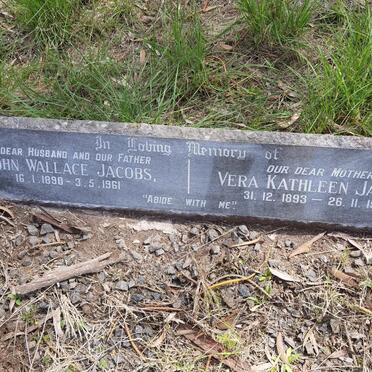 In Loving Memory of
DEAR HUSBAND AND OUR FATHER
OHN WALLACE JACOBS.
16.1.1890 - 3.5.1961
OUR DEAR MOTHER
VERA KATHLEEN JA
31.12.1893 - 26.11.1
"ABIDE WITH ME"